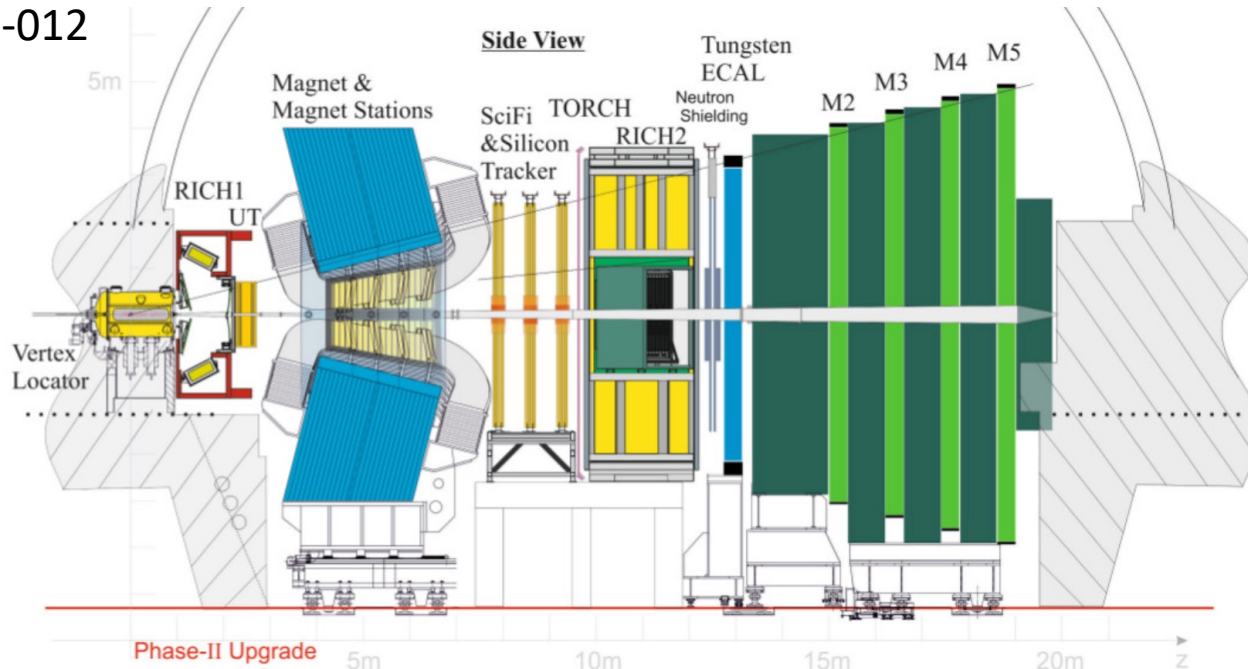 -012
Side View
5m
Magnet &
Magnet Stations
SciFi
&Silicon
Tracker
TORCH
RICH2
Tungsten
ECAL
Neutron
Shielding
M2
M3
M4
M5
RICH1
UT
Vertex
Locator
Phase-II Upgrade
5m
10m
15m
20m
z